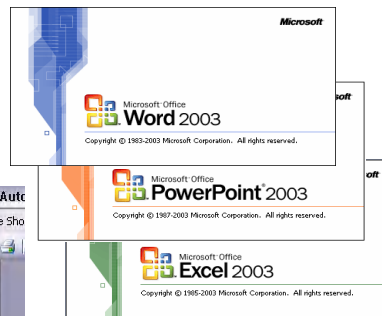 Microsoft
Microsoft Office
Word 2003
Copyright © 1983-2003 Microsoft Corporation. All rights reserved.
Microsoft Office
PowerPoint 2003
Copyright © 1987-2003 Microsoft Corporation. All rights reserved.
Microsoft Office
Excel 2003
Copyright © 1985-2003 Microsoft Corporation. All rights reserved.